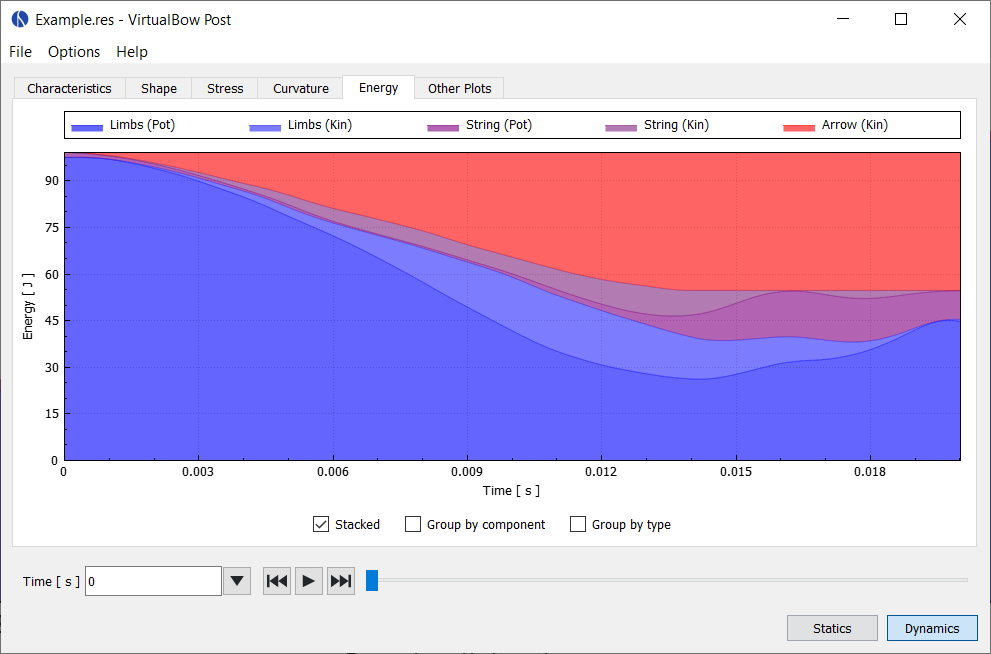 Example.res - VirtualBow Post
File Options Help
Characteristics Shape Stress Curvature Energy Other Plots
Limbs (Pot) Limbs (Kin) String (Pot) String (Kin) Arrow (Kin)
90
75
60
45
30
15
0
Energy [ J ]
0 0.003 0.006 0.009 0.012 0.015 0.018
Time [ s ]
Stacked Group by component Group by type
Time [ s ] 0
Statics Dynamics